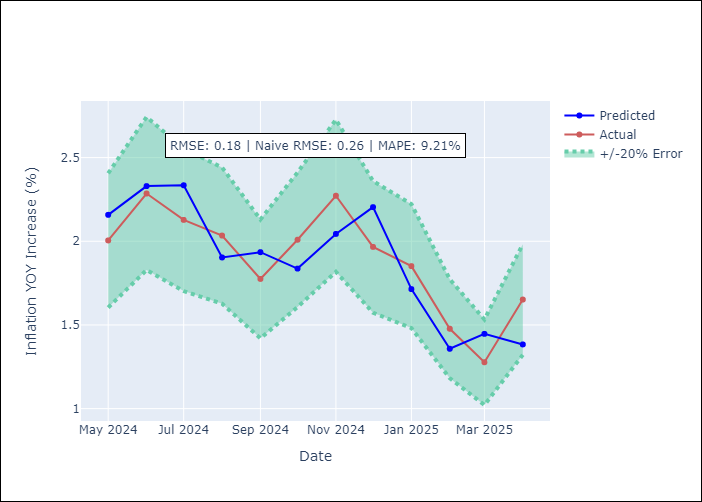 RMSE: 0.18 | Naive RMSE: 0.26 | MAPE: 9.21%
Predicted
Actual
+/-20% Error
Inflation YOY Increase (%)
2.5
2
1.5
1
May 2024
Jul 2024
Sep 2024
Nov 2024
Jan 2025
Mar 2025
Date